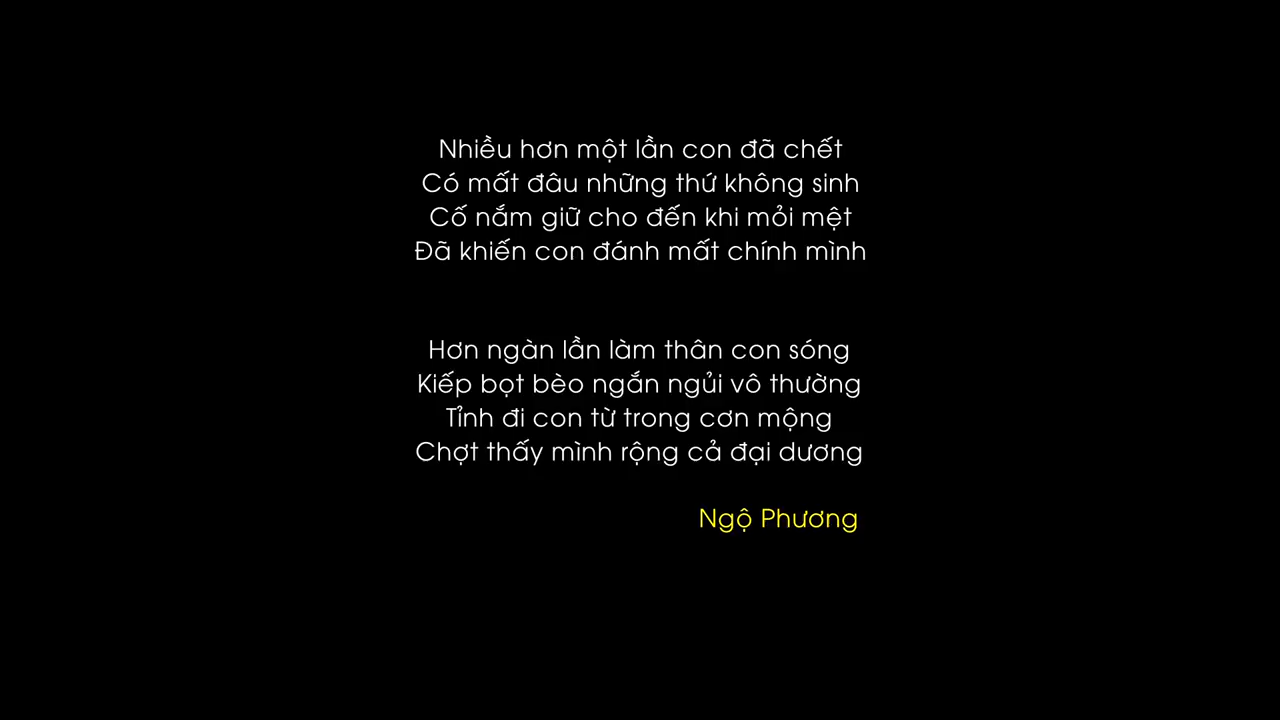 Nhiều hơn một lần con đã chết
Có mất đâu những thứ không sinh
Cố nắm giữ cho đến khi mỏi mệt
Đã khiến con đánh mất chính mình
Hơn ngàn lần làm thân con sóng
Kiếp bọt bèo ngắn ngủi vô thường
Tỉnh đi con từ trong cơn mộng
Chợt thấy mình rộng cả đại dương
Ngộ Phương